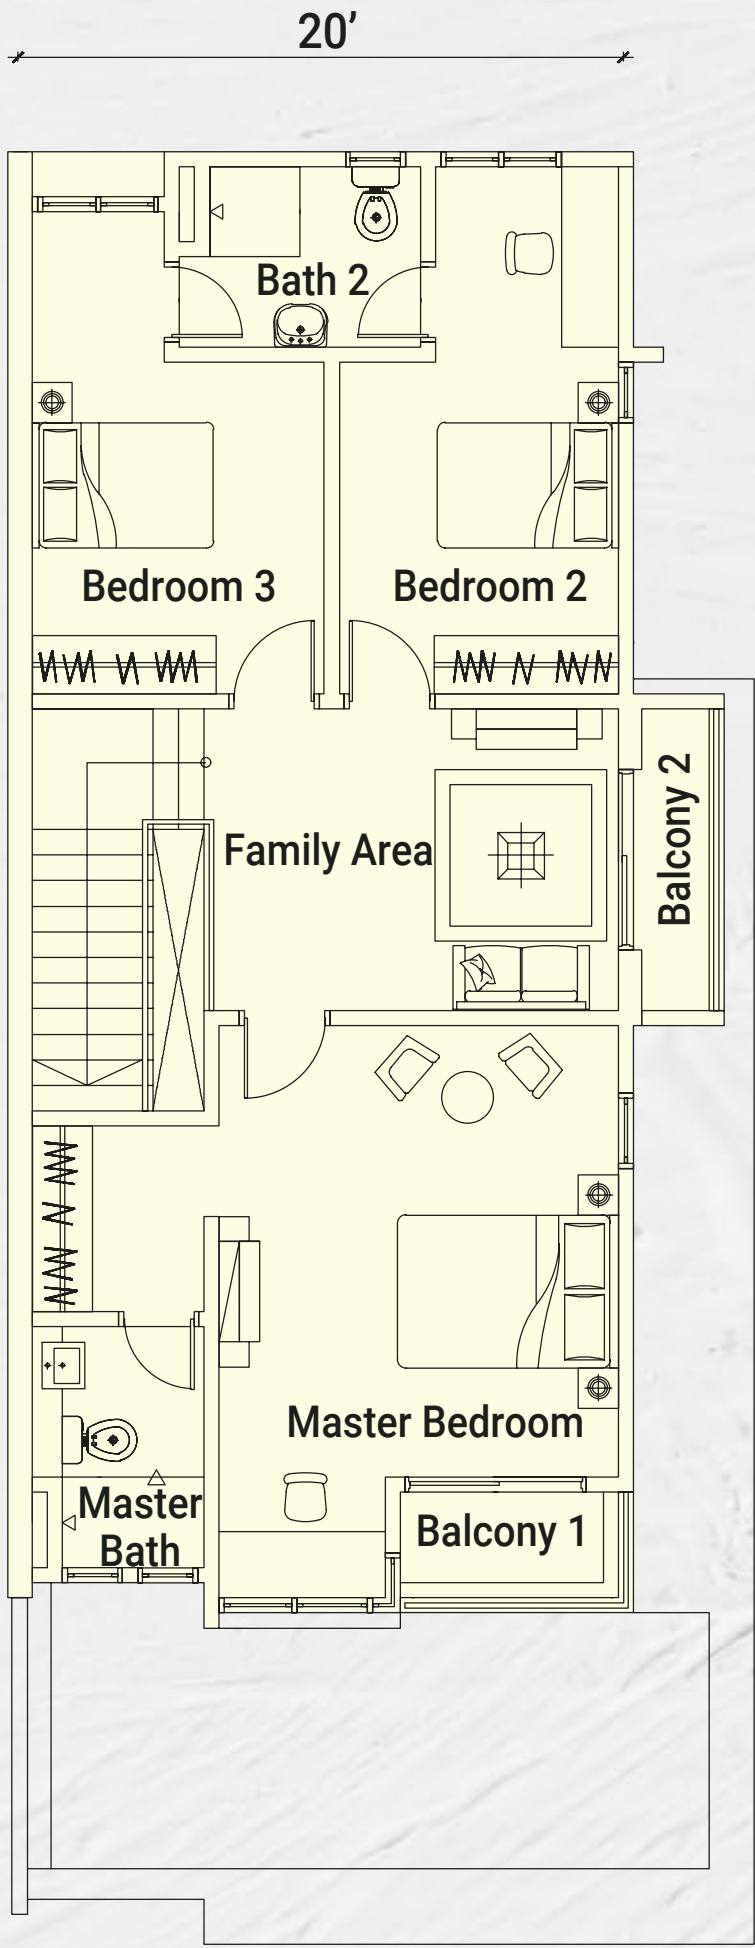 20’
Bath 2
Bedroom 3
Bedroom 2
Family Area
Balcony 2
Master Bedroom
Master
Bath
Balcony 1